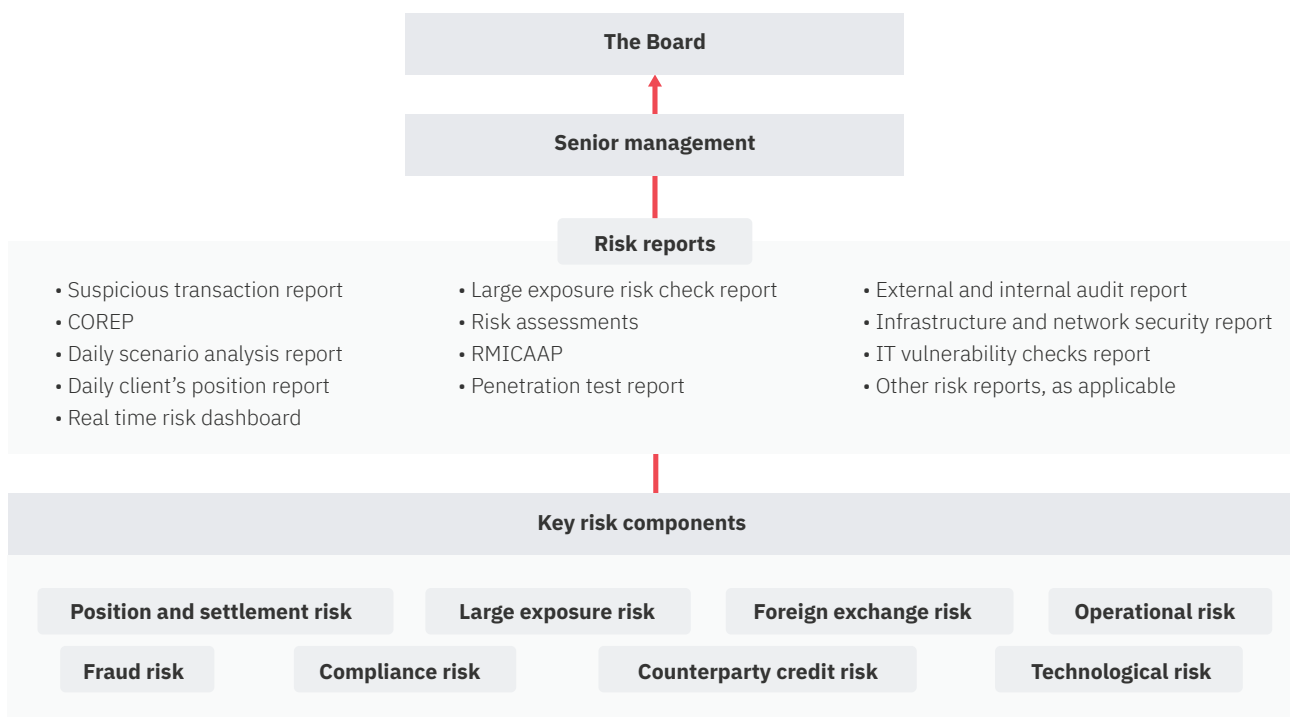 The Board
Senior management
Risk reports
• Suspicious transaction report
• COREP
• Daily scenario analysis report
• Daily client’s position report
• Real time risk dashboard
• Large exposure risk check report
• Risk assessments
• RMICAAP
• Penetration test report
• External and internal audit report
• Infrastructure and network security report
• IT vulnerability checks report
• Other risk reports, as applicable
Key risk components
Position and settlement risk
Large exposure risk
Foreign exchange risk
Operational risk
Fraud risk
Compliance risk
Counterparty credit risk
Technological risk